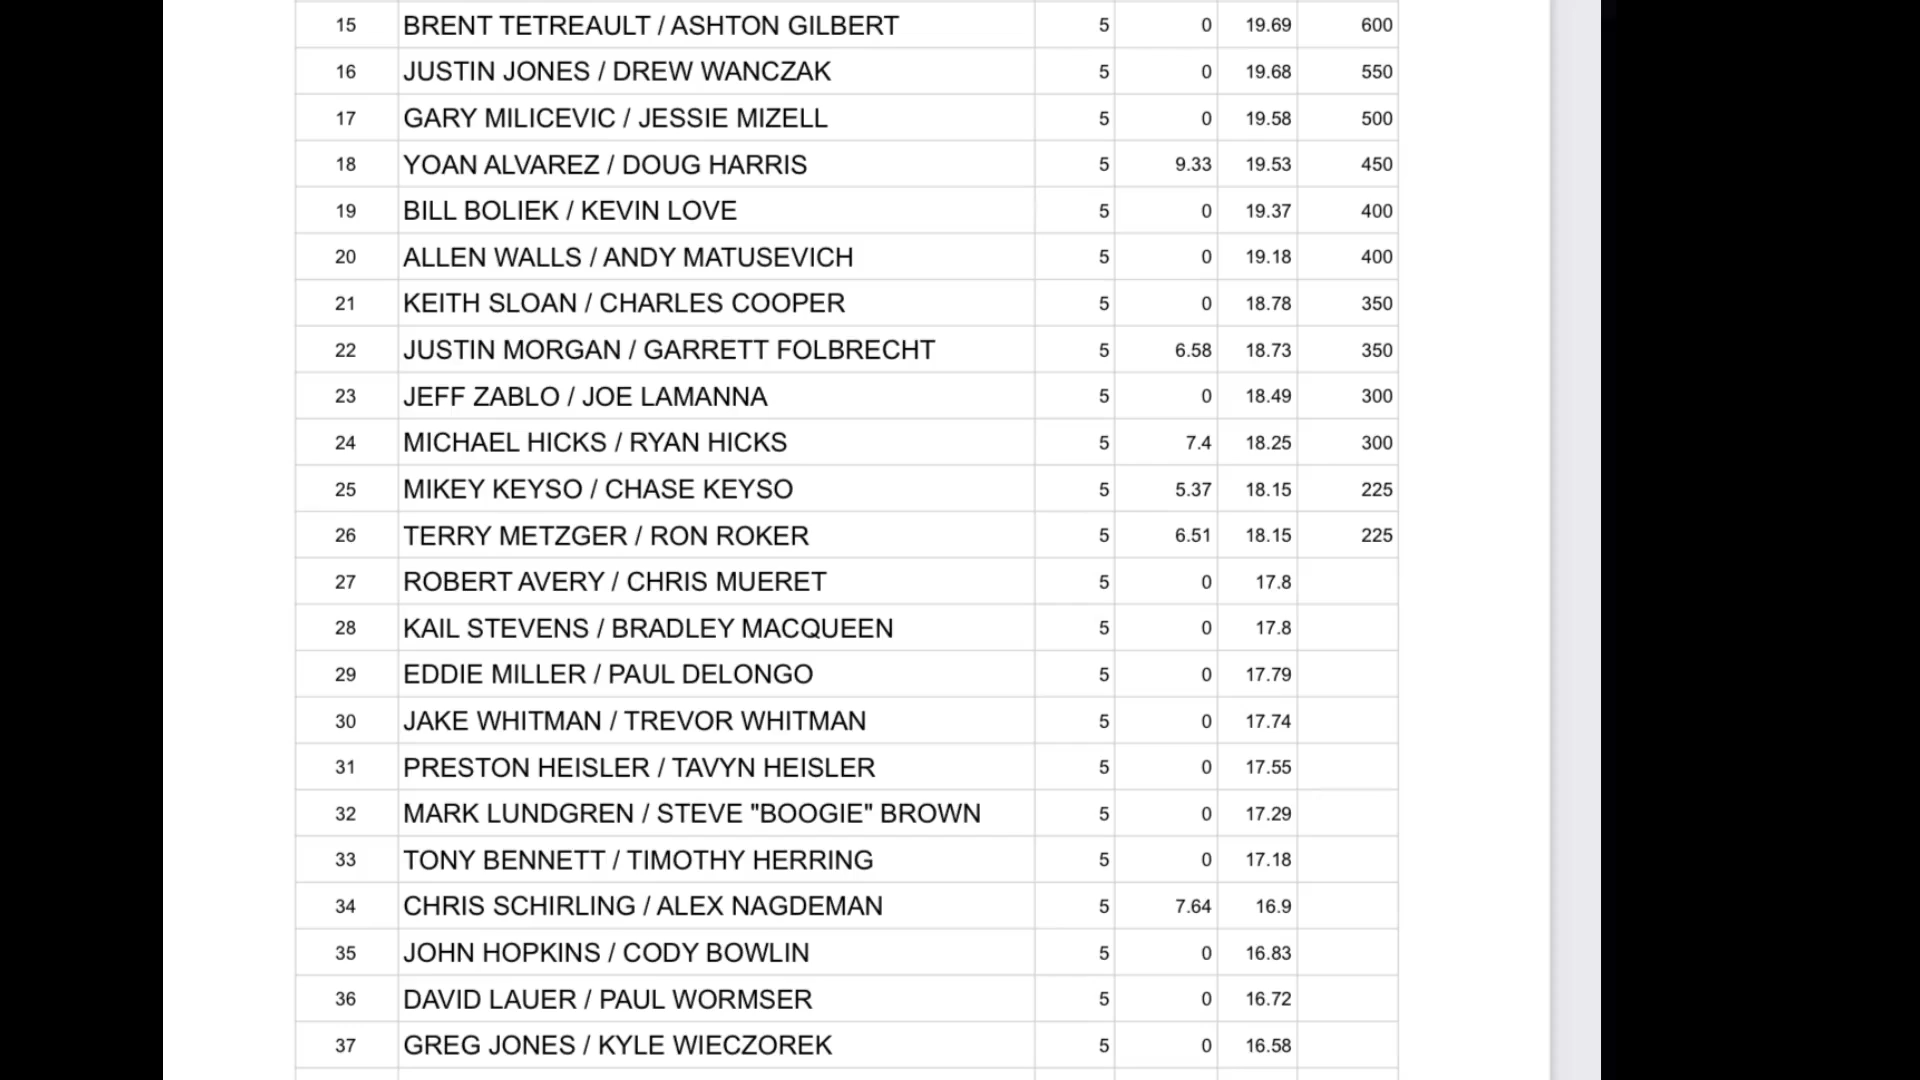 15 BRENT TETREAULT / ASHTON GILBERT 5 0 19.69 600
16 JUSTIN JONES / DREW WANCZAK 5 0 19.68 550
17 GARY MILICEVIC / JESSIE MIZELL 5 0 19.58 500
18 YOAN ALVAREZ / DOUG HARRIS 5 9.33 19.53 450
19 BILL BOLIEK / KEVIN LOVE 5 0 19.37 400
20 ALLEN WALLS / ANDY MATUSEVICH 5 0 19.18 400
21 KEITH SLOAN / CHARLES COOPER 5 0 18.78 350
22 JUSTIN MORGAN / GARRETT FOLBRECHT 5 6.58 18.73 350
23 JEFF ZABLO / JOE LAMANNA 5 0 18.49 300
24 MICHAEL HICKS / RYAN HICKS 5 7.4 18.25 300
25 MIKEY KEYSO / CHASE KEYSO 5 5.37 18.15 225
26 TERRY METZGER / RON ROKER 5 6.51 18.15 225
27 ROBERT AVERY / CHRIS MUERET 5 0 17.8
28 KAIL STEVENS / BRADLEY MACQUEEN 5 0 17.8
29 EDDIE MILLER / PAUL DELONGO 5 0 17.79
30 JAKE WHITMAN / TREVOR WHITMAN 5 0 17.74
31 PRESTON HEISLER / TAVYN HEISLER 5 0 17.55
32 MARK LUNDGREN / STEVE "BOOGIE" BROWN 5 0 17.29
33 TONY BENNETT / TIMOTHY HERRING 5 0 17.18
34 CHRIS SCHIRLING / ALEX NAGDEMAN 5 7.64 16.9
35 JOHN HOPKINS / CODY BOWLIN 5 0 16.83
36 DAVID LAUER / PAUL WORMSER 5 0 16.72
37 GREG JONES / KYLE WIECZOREK 5 0 16.58